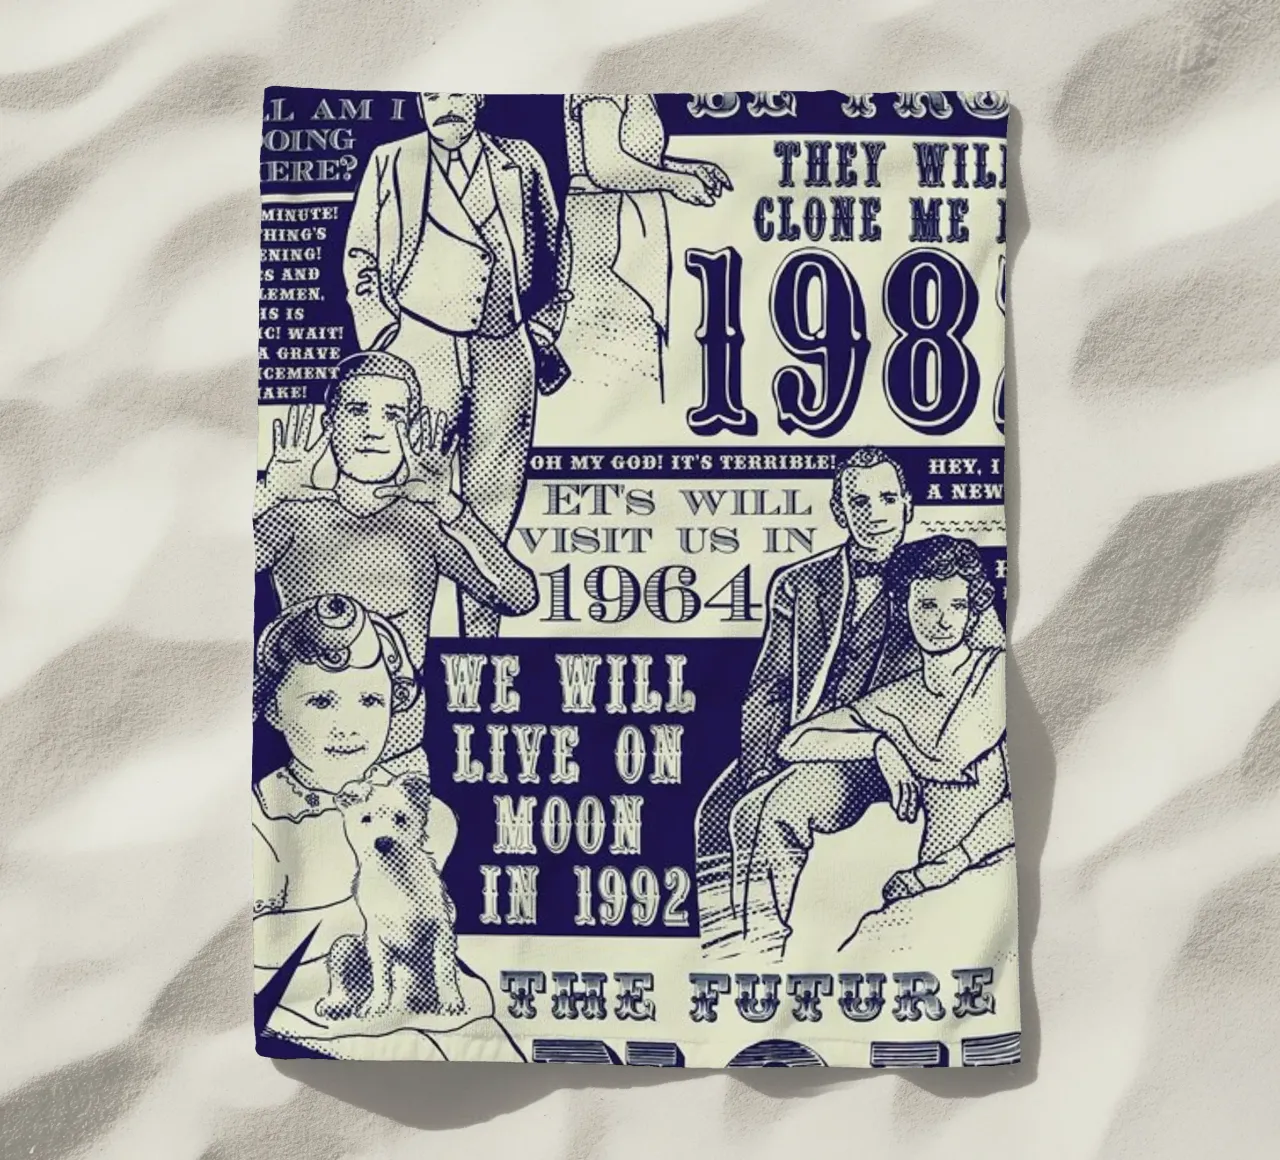 LL AM I
OING
ERE?
MINUTE!
HING'S
ENING!
S AND
LEMEN,
IS IS
C! WAIT!
A GRAVE
CEMENT
AKE!
THEY WILL
CLONE ME
198
OH MY GOD! IT'S TERRIBLE!
HEY, I
A NEW
ET'S WILL
VISIT US IN
1964
WE WILL
LIVE ON
MOON
IN 1992
THE FUTURE